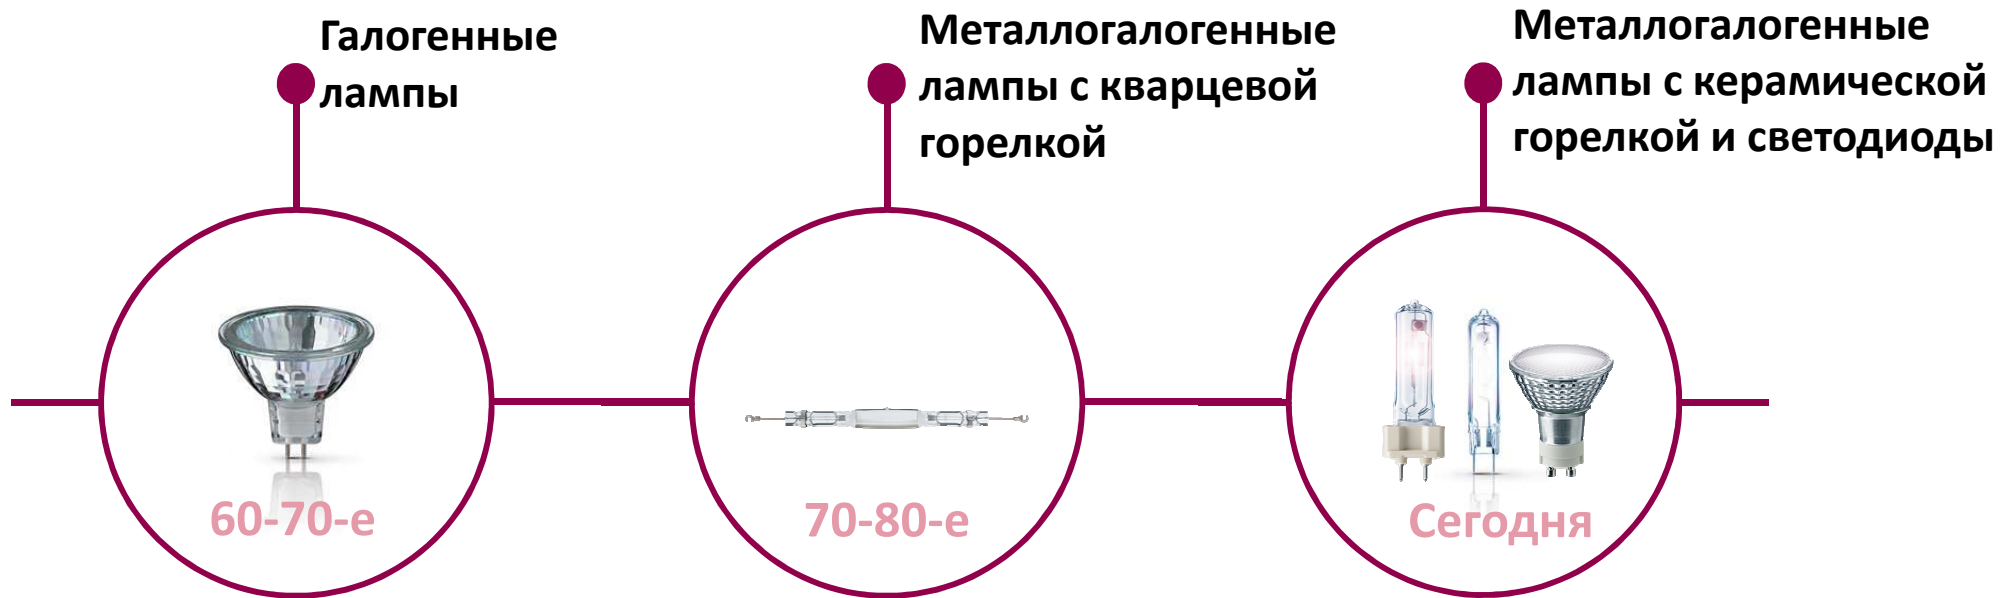 Галогенные
лампы
60-70-е
Металлогалогенные
лампы с кварцевой
горелкой
70-80-е
Металлогалогенные
лампы с керамической
горелкой и светодиоды
Сегодня